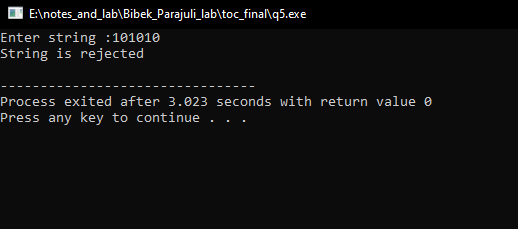 E:\notes_and_lab\Bibek_Parajuli_lab\toc_final\q5.exe
Enter string :101010
String is rejected
--------------------------------
Process exited after 3.023 seconds with return value 0
Press any key to continue . . .